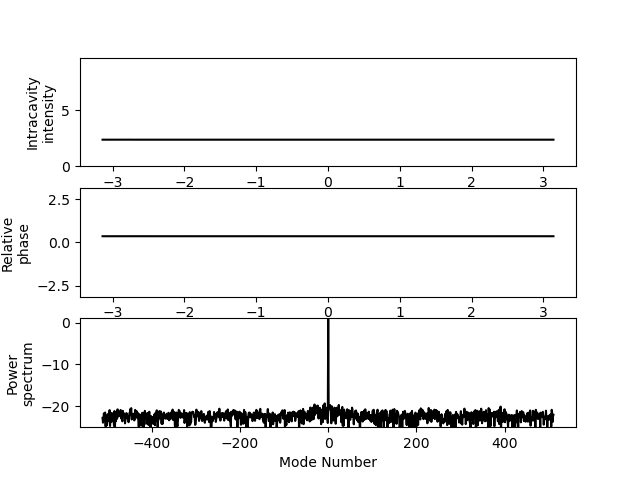 Intracavity
intensity
5
0
−3 −2 −1 0 1 2 3
Relative
phase
2.5
0.0
−2.5
−3 −2 −1 0 1 2 3
Power
spectrum
0
−10
−20
−400 −200 0 200 400
Mode Number